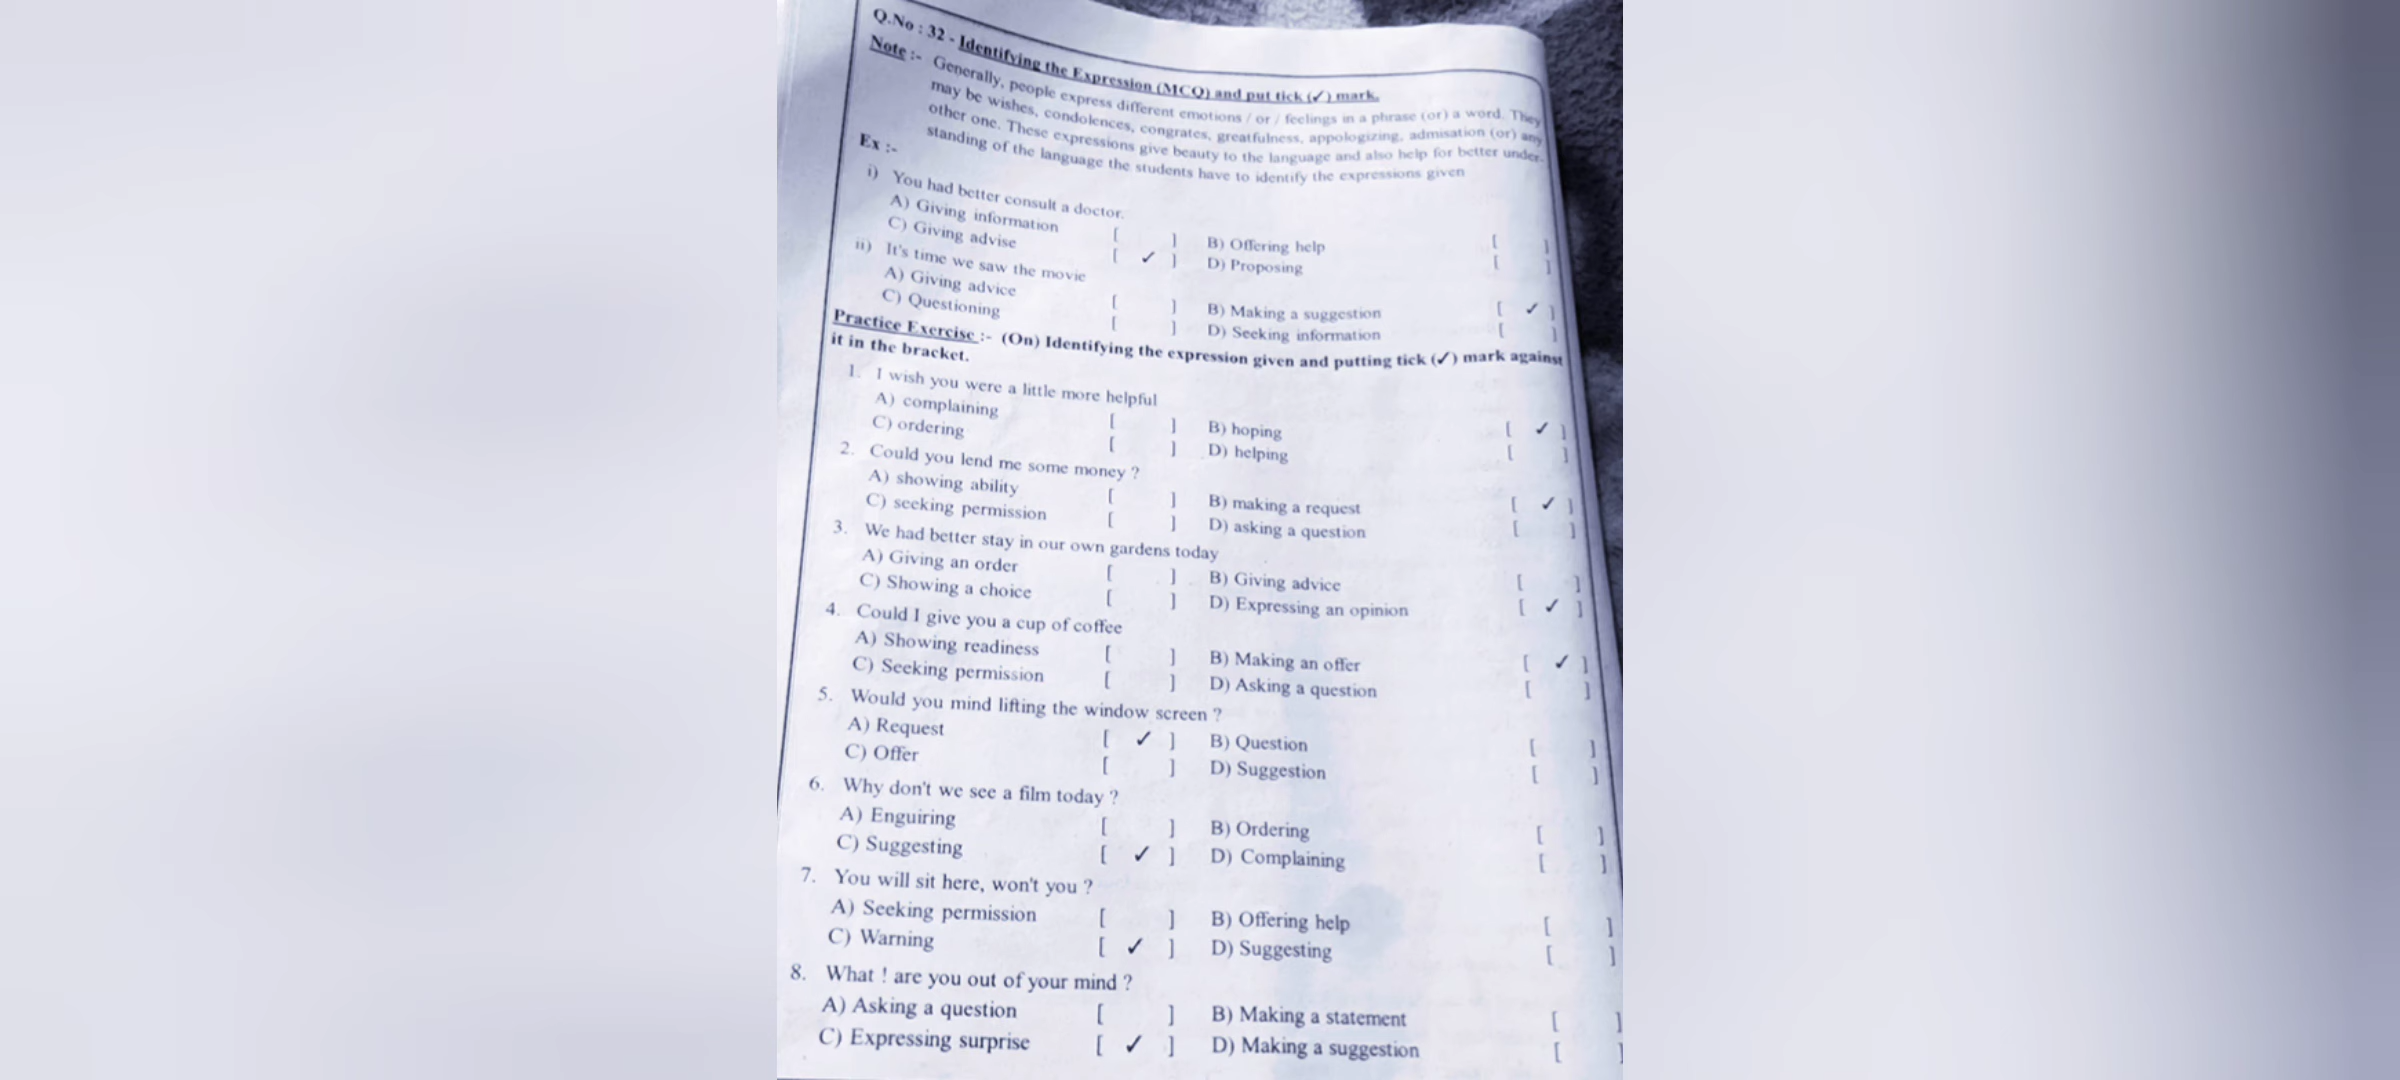 Q.No : 32 - Identifying the Expression (MCQ) and put tick (✓) mark.
Note :- Generally, people express different emotions / or / feelings in a phrase (or) a word. They
may be wishes, condolences, congrates, greatfulness, appologizing, admisation (or) any
other one. These expressions give beauty to the language and also help for better under-
standing of the language the students have to identify the expressions given
Ex :-
i) You had better consult a doctor.
A) Giving information [ ] B) Offering help [ ]
C) Giving advise [ ✓ ] D) Proposing [ ]
ii) It's time we saw the movie
A) Giving advice [ ] B) Making a suggestion [ ✓ ]
C) Questioning [ ] D) Seeking information [ ]
Practice Exercise :- (On) Identifying the expression given and putting tick (✓) mark against
it in the bracket.
1. I wish you were a little more helpful
A) complaining [ ] B) hoping [ ✓ ]
C) ordering [ ] D) helping [ ]
2. Could you lend me some money ?
A) showing ability [ ] B) making a request [ ✓ ]
C) seeking permission [ ] D) asking a question [ ]
3. We had better stay in our own gardens today
A) Giving an order [ ] B) Giving advice [ ]
C) Showing a choice [ ] D) Expressing an opinion [ ✓ ]
4. Could I give you a cup of coffee
A) Showing readiness [ ] B) Making an offer [ ✓ ]
C) Seeking permission [ ] D) Asking a question [ ]
5. Would you mind lifting the window screen ?
A) Request [ ✓ ] B) Question [ ]
C) Offer [ ] D) Suggestion [ ]
6. Why don't we see a film today ?
A) Enguiring [ ] B) Ordering [ ]
C) Suggesting [ ✓ ] D) Complaining [ ]
7. You will sit here, won't you ?
A) Seeking permission [ ] B) Offering help [ ]
C) Warning [ ✓ ] D) Suggesting [ ]
8. What ! are you out of your mind ?
A) Asking a question [ ] B) Making a statement [ ]
C) Expressing surprise [ ✓ ] D) Making a suggestion [ ]